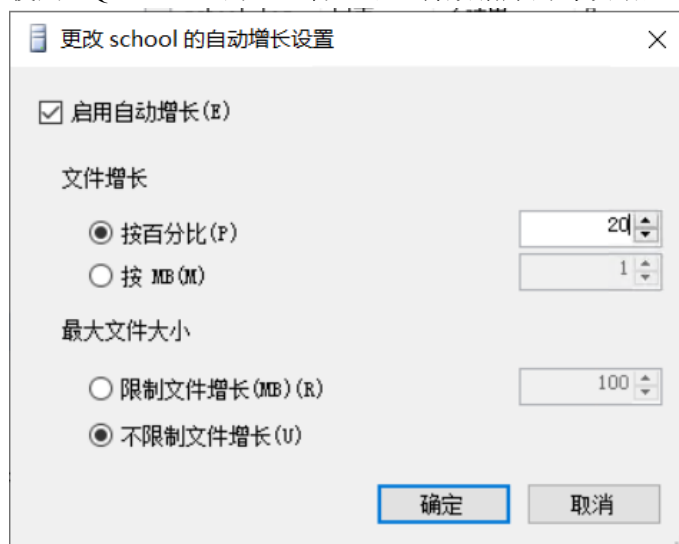 更改 school 的自动增长设置
启用自动增长(E)
文件增长
按百分比(P) 20
按 MB(M) 1
最大文件大小
限制文件增长(MB)(R) 100
不限制文件增长(U)
确定 取消